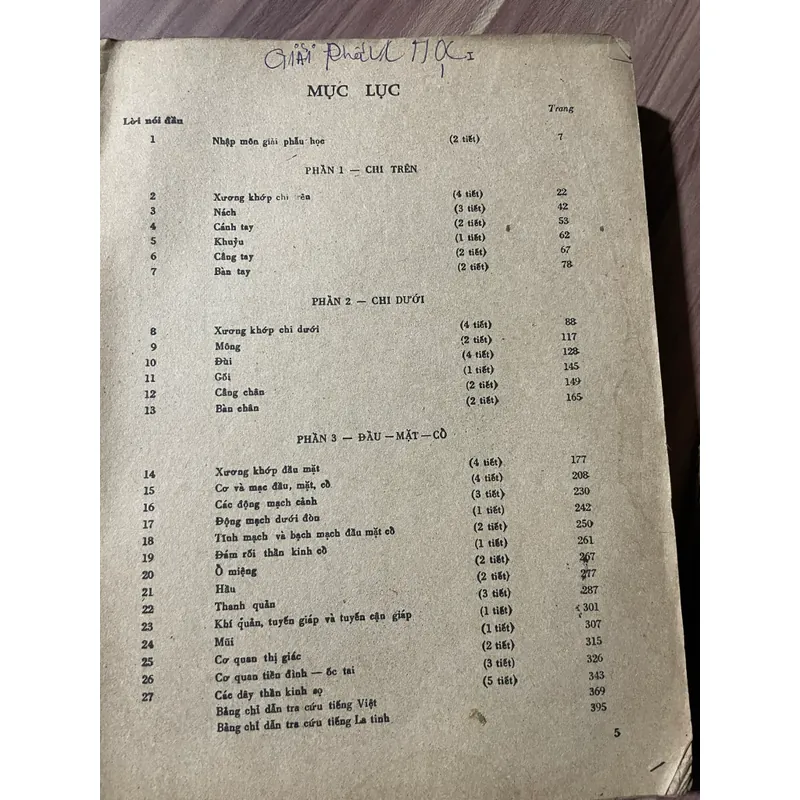 GIẢI Phẫu HỌC I
MỤC LỤC
Trang
Lời nói đầu
1 Nhập môn giải phẫu học (2 tiết) 7
PHẦN 1 — CHI TRÊN
2 Xương khớp chi trên (4 tiết) 22
3 Nách (3 tiết) 42
4 Cánh tay (2 tiết) 53
5 Khuỷu (1 tiết) 62
6 Cẳng tay (2 tiết) 67
7 Bàn tay (2 tiết) 78
PHẦN 2 — CHI DƯỚI
8 Xương khớp chi dưới (4 tiết) 88
9 Mông (2 tiết) 117
10 Đùi (4 tiết) 128
11 Gối (1 tiết) 145
12 Cẳng chân (2 tiết) 149
13 Bàn chân (2 tiết) 165
PHẦN 3 — ĐẦU — MẶT — CỔ
14 Xương khớp đầu mặt (4 tiết) 177
15 Cơ và mạc đầu, mặt, cổ (4 tiết) 208
16 Các động mạch cảnh (3 tiết) 230
17 Động mạch dưới đòn (1 tiết) 242
18 Tĩnh mạch và bạch mạch đầu mặt cổ (2 tiết) 250
19 Đám rối thần kinh cổ (1 tiết) 261
20 Ổ miệng (2 tiết) 267
21 Hầu (2 tiết) 277
22 Thanh quản (3 tiết) 287
23 Khí quản, tuyến giáp và tuyến cận giáp (1 tiết) 301
24 Mũi (1 tiết) 307
25 Cơ quan thị giác (2 tiết) 315
26 Cơ quan tiền đình — ốc tai (3 tiết) 326
27 Các dây thần kinh sọ (5 tiết) 343
Bảng chỉ dẫn tra cứu tiếng Việt 369
Bảng chỉ dẫn tra cứu tiếng La tinh 395
5